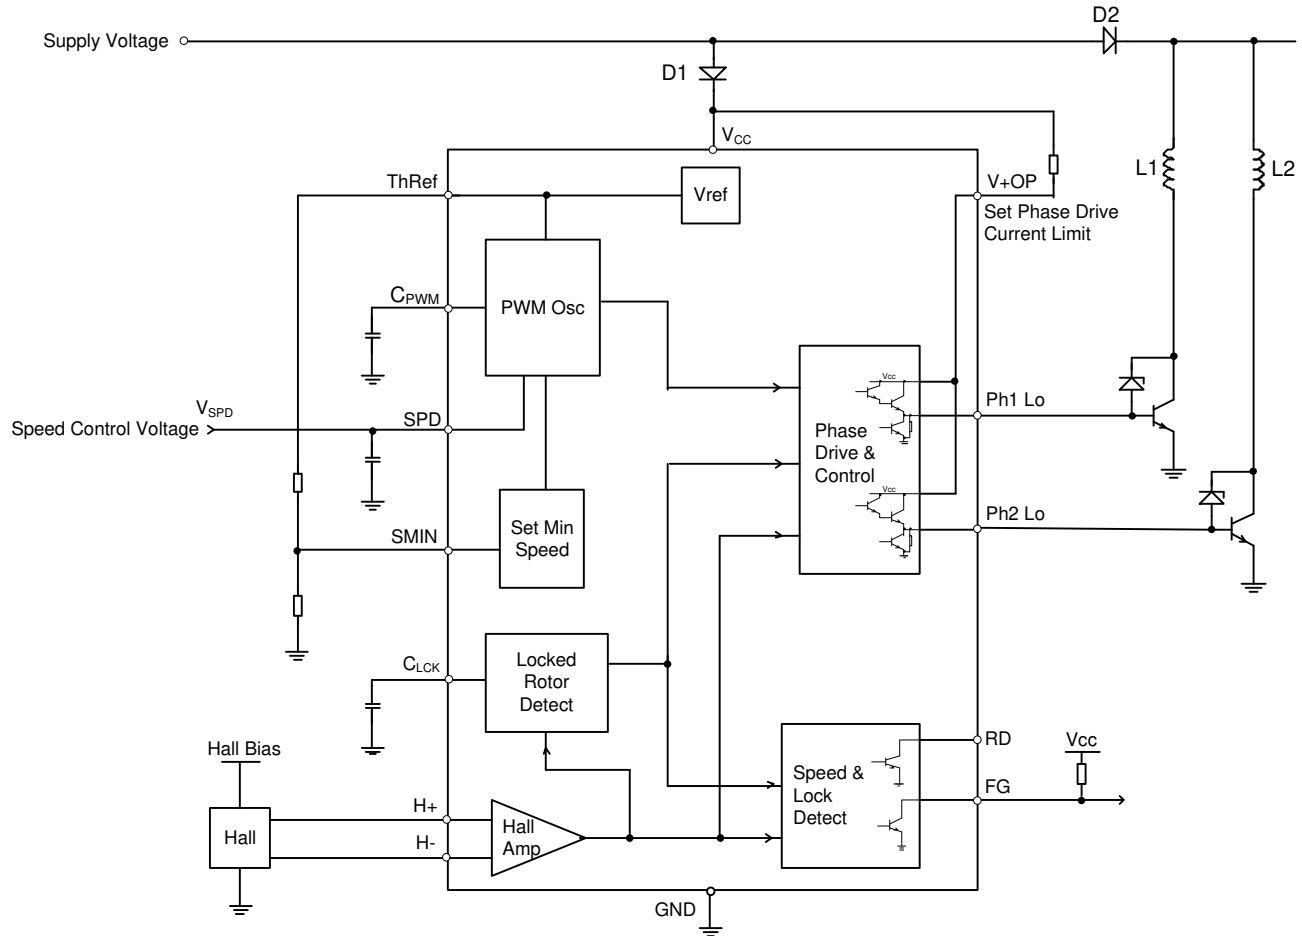 D2
Supply Voltage
D1
VCC
ThRef
Vref
V+OP
Set Phase Drive
Current Limit
L1
L2
CPWM
PWM Osc
Vcc
Ph1 Lo
VSPD
Speed Control Voltage
SPD
Phase
Drive &
Control
Vcc
Ph2 Lo
SMIN
Set Min
Speed
CLCK
Locked
Rotor
Detect
Hall Bias
RD
Vcc
Speed &
Lock
Detect
FG
H+
Hall
Hall
Amp
H-
GND